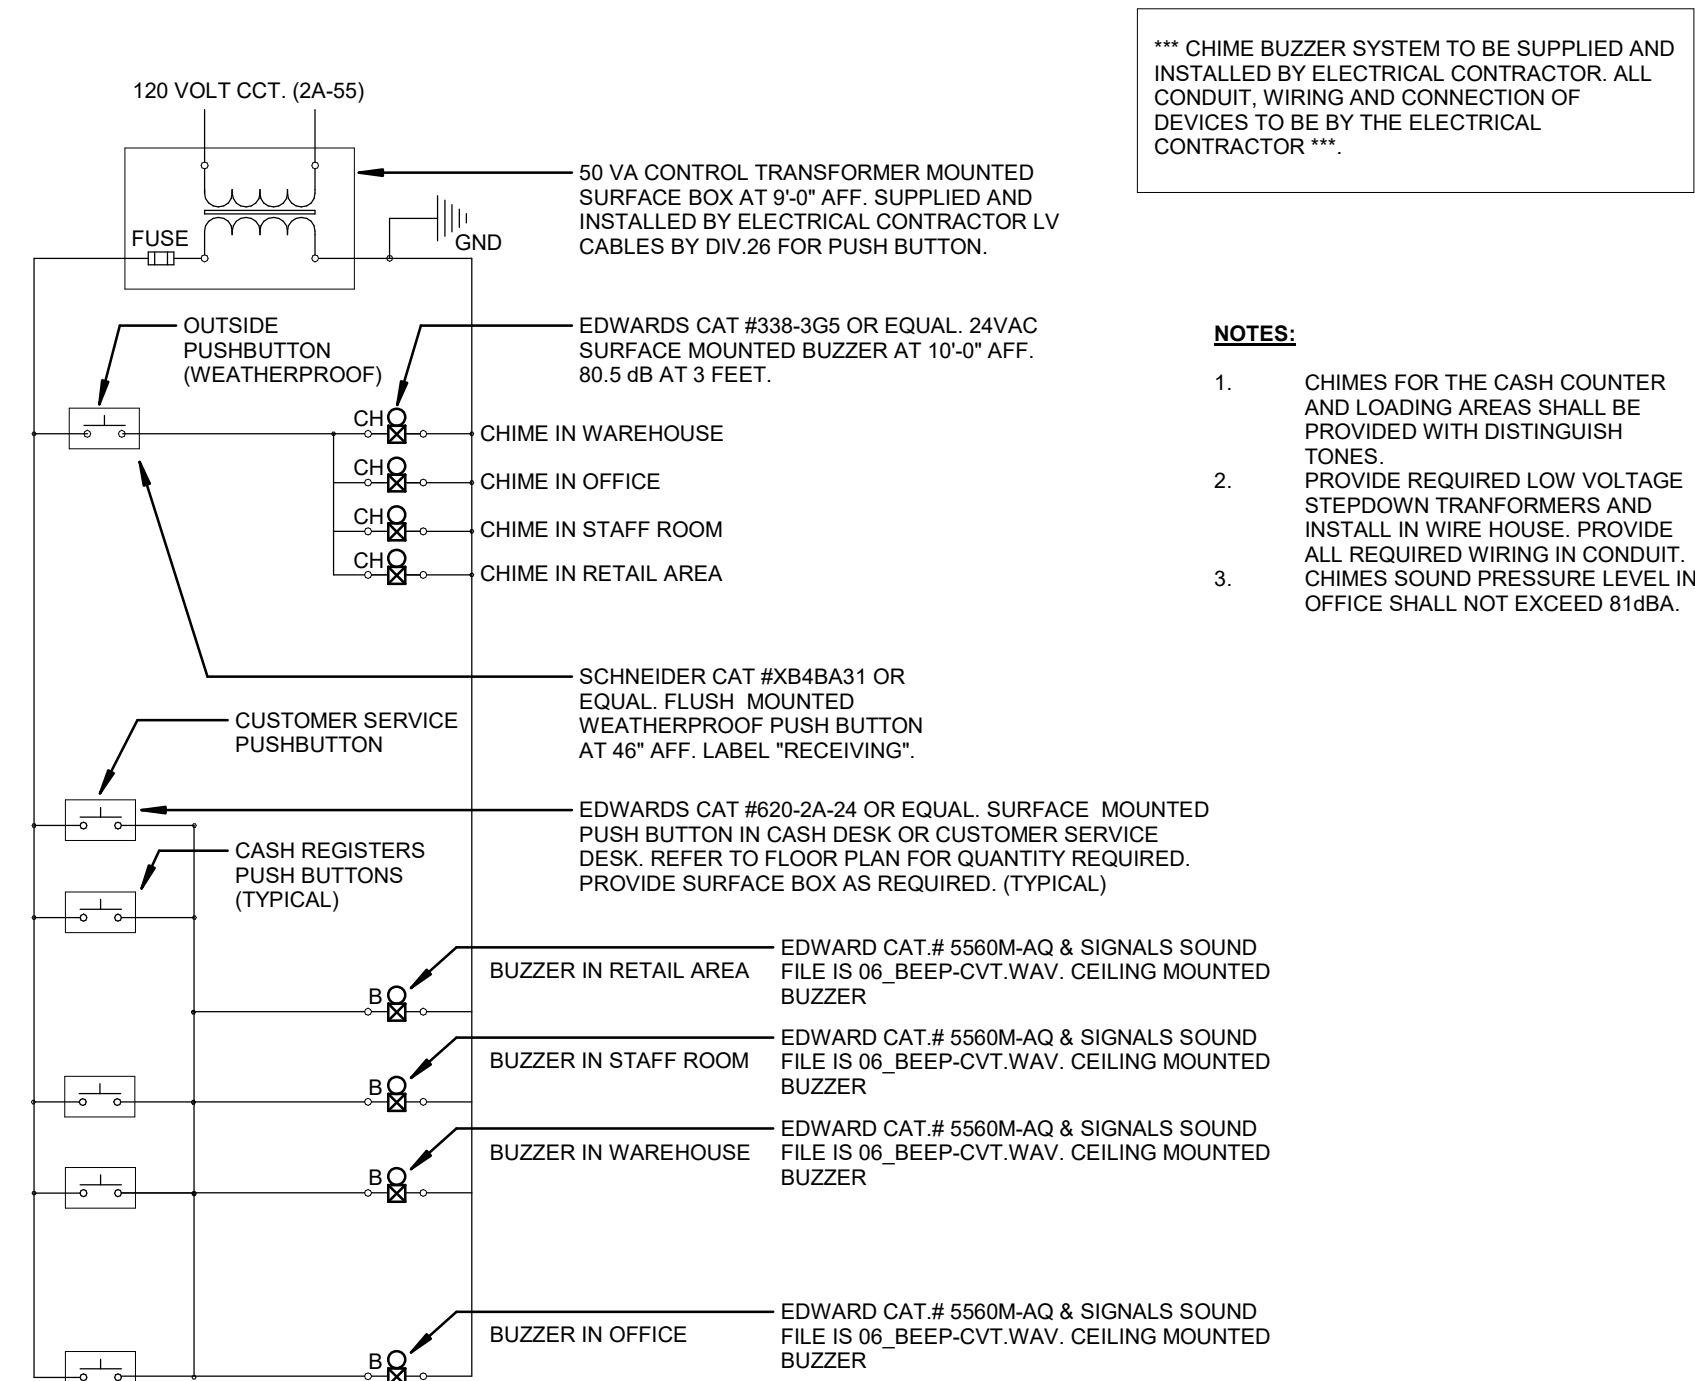 *** CHIME BUZZER SYSTEM TO BE SUPPLIED AND
INSTALLED BY ELECTRICAL CONTRACTOR. ALL
CONDUIT, WIRING AND CONNECTION OF
DEVICES TO BE BY THE ELECTRICAL
CONTRACTOR ***.
120 VOLT CCT. (2A-55)
50 VA CONTROL TRANSFORMER MOUNTED
SURFACE BOX AT 9'-0" AFF. SUPPLIED AND
INSTALLED BY ELECTRICAL CONTRACTOR LV
CABLES BY DIV.26 FOR PUSH BUTTON.
FUSE
GND
OUTSIDE
PUSHBUTTON
(WEATHERPROOF)
EDWARDS CAT #338-3G5 OR EQUAL. 24VAC
SURFACE MOUNTED BUZZER AT 10'-0" AFF.
80.5 dB AT 3 FEET.
CH
CHIME IN WAREHOUSE
CH
CHIME IN OFFICE
CH
CHIME IN STAFF ROOM
CH
CHIME IN RETAIL AREA
NOTES:
1. CHIMES FOR THE CASH COUNTER
AND LOADING AREAS SHALL BE
PROVIDED WITH DISTINGUISH
TONES.
2. PROVIDE REQUIRED LOW VOLTAGE
STEPDOWN TRANFORMERS AND
INSTALL IN WIRE HOUSE. PROVIDE
ALL REQUIRED WIRING IN CONDUIT.
3. CHIMES SOUND PRESSURE LEVEL IN
OFFICE SHALL NOT EXCEED 81dBA.
SCHNEIDER CAT #XB4BA31 OR
EQUAL. FLUSH MOUNTED
WEATHERPROOF PUSH BUTTON
AT 46" AFF. LABEL "RECEIVING".
CUSTOMER SERVICE
PUSHBUTTON
EDWARDS CAT #620-2A-24 OR EQUAL. SURFACE MOUNTED
PUSH BUTTON IN CASH DESK OR CUSTOMER SERVICE
DESK. REFER TO FLOOR PLAN FOR QUANTITY REQUIRED.
PROVIDE SURFACE BOX AS REQUIRED. (TYPICAL)
CASH REGISTERS
PUSH BUTTONS
(TYPICAL)
BUZZER IN RETAIL AREA
B
EDWARD CAT.# 5560M-AQ & SIGNALS SOUND
FILE IS 06_BEEP-CVT.WAV. CEILING MOUNTED
BUZZER
BUZZER IN STAFF ROOM
B
EDWARD CAT.# 5560M-AQ & SIGNALS SOUND
FILE IS 06_BEEP-CVT.WAV. CEILING MOUNTED
BUZZER
BUZZER IN WAREHOUSE
B
EDWARD CAT.# 5560M-AQ & SIGNALS SOUND
FILE IS 06_BEEP-CVT.WAV. CEILING MOUNTED
BUZZER
BUZZER IN OFFICE
B
EDWARD CAT.# 5560M-AQ & SIGNALS SOUND
FILE IS 06_BEEP-CVT.WAV. CEILING MOUNTED
BUZZER